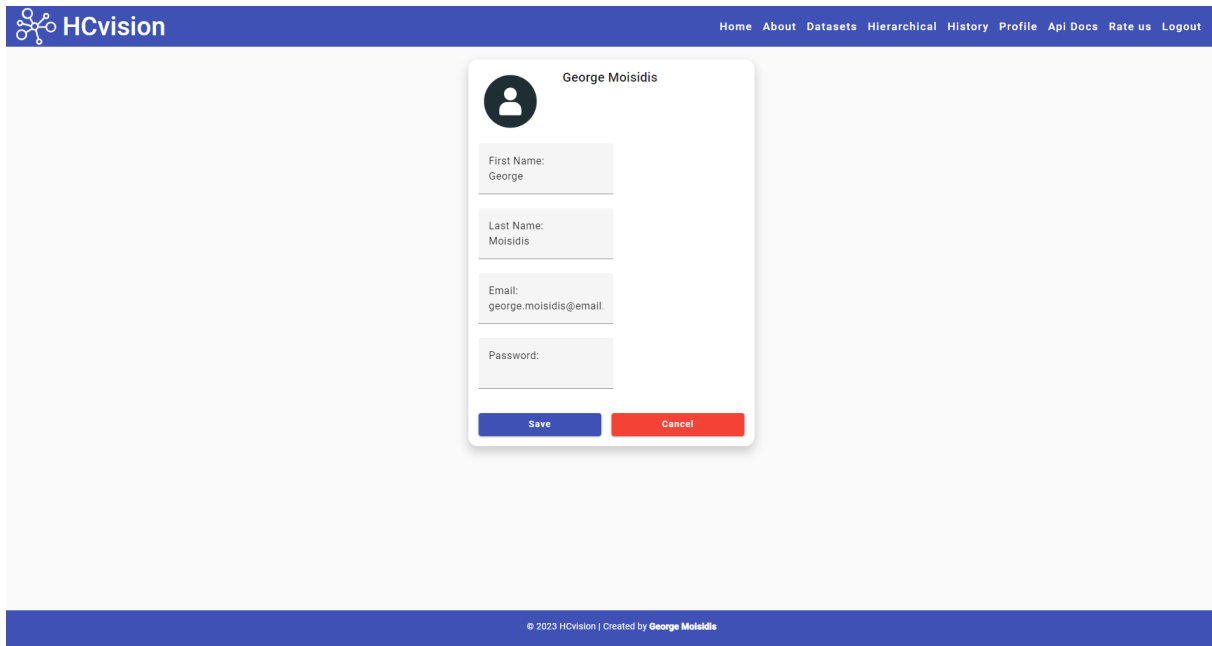 HCvision
Home About Datasets Hierarchical History Profile Api Docs Rate us Logout
George Moisidis
First Name:
George
Last Name:
Moisidis
Email:
george.moisidis@email.
Password:
Save Cancel
© 2023 HCvision | Created by George Moisidis